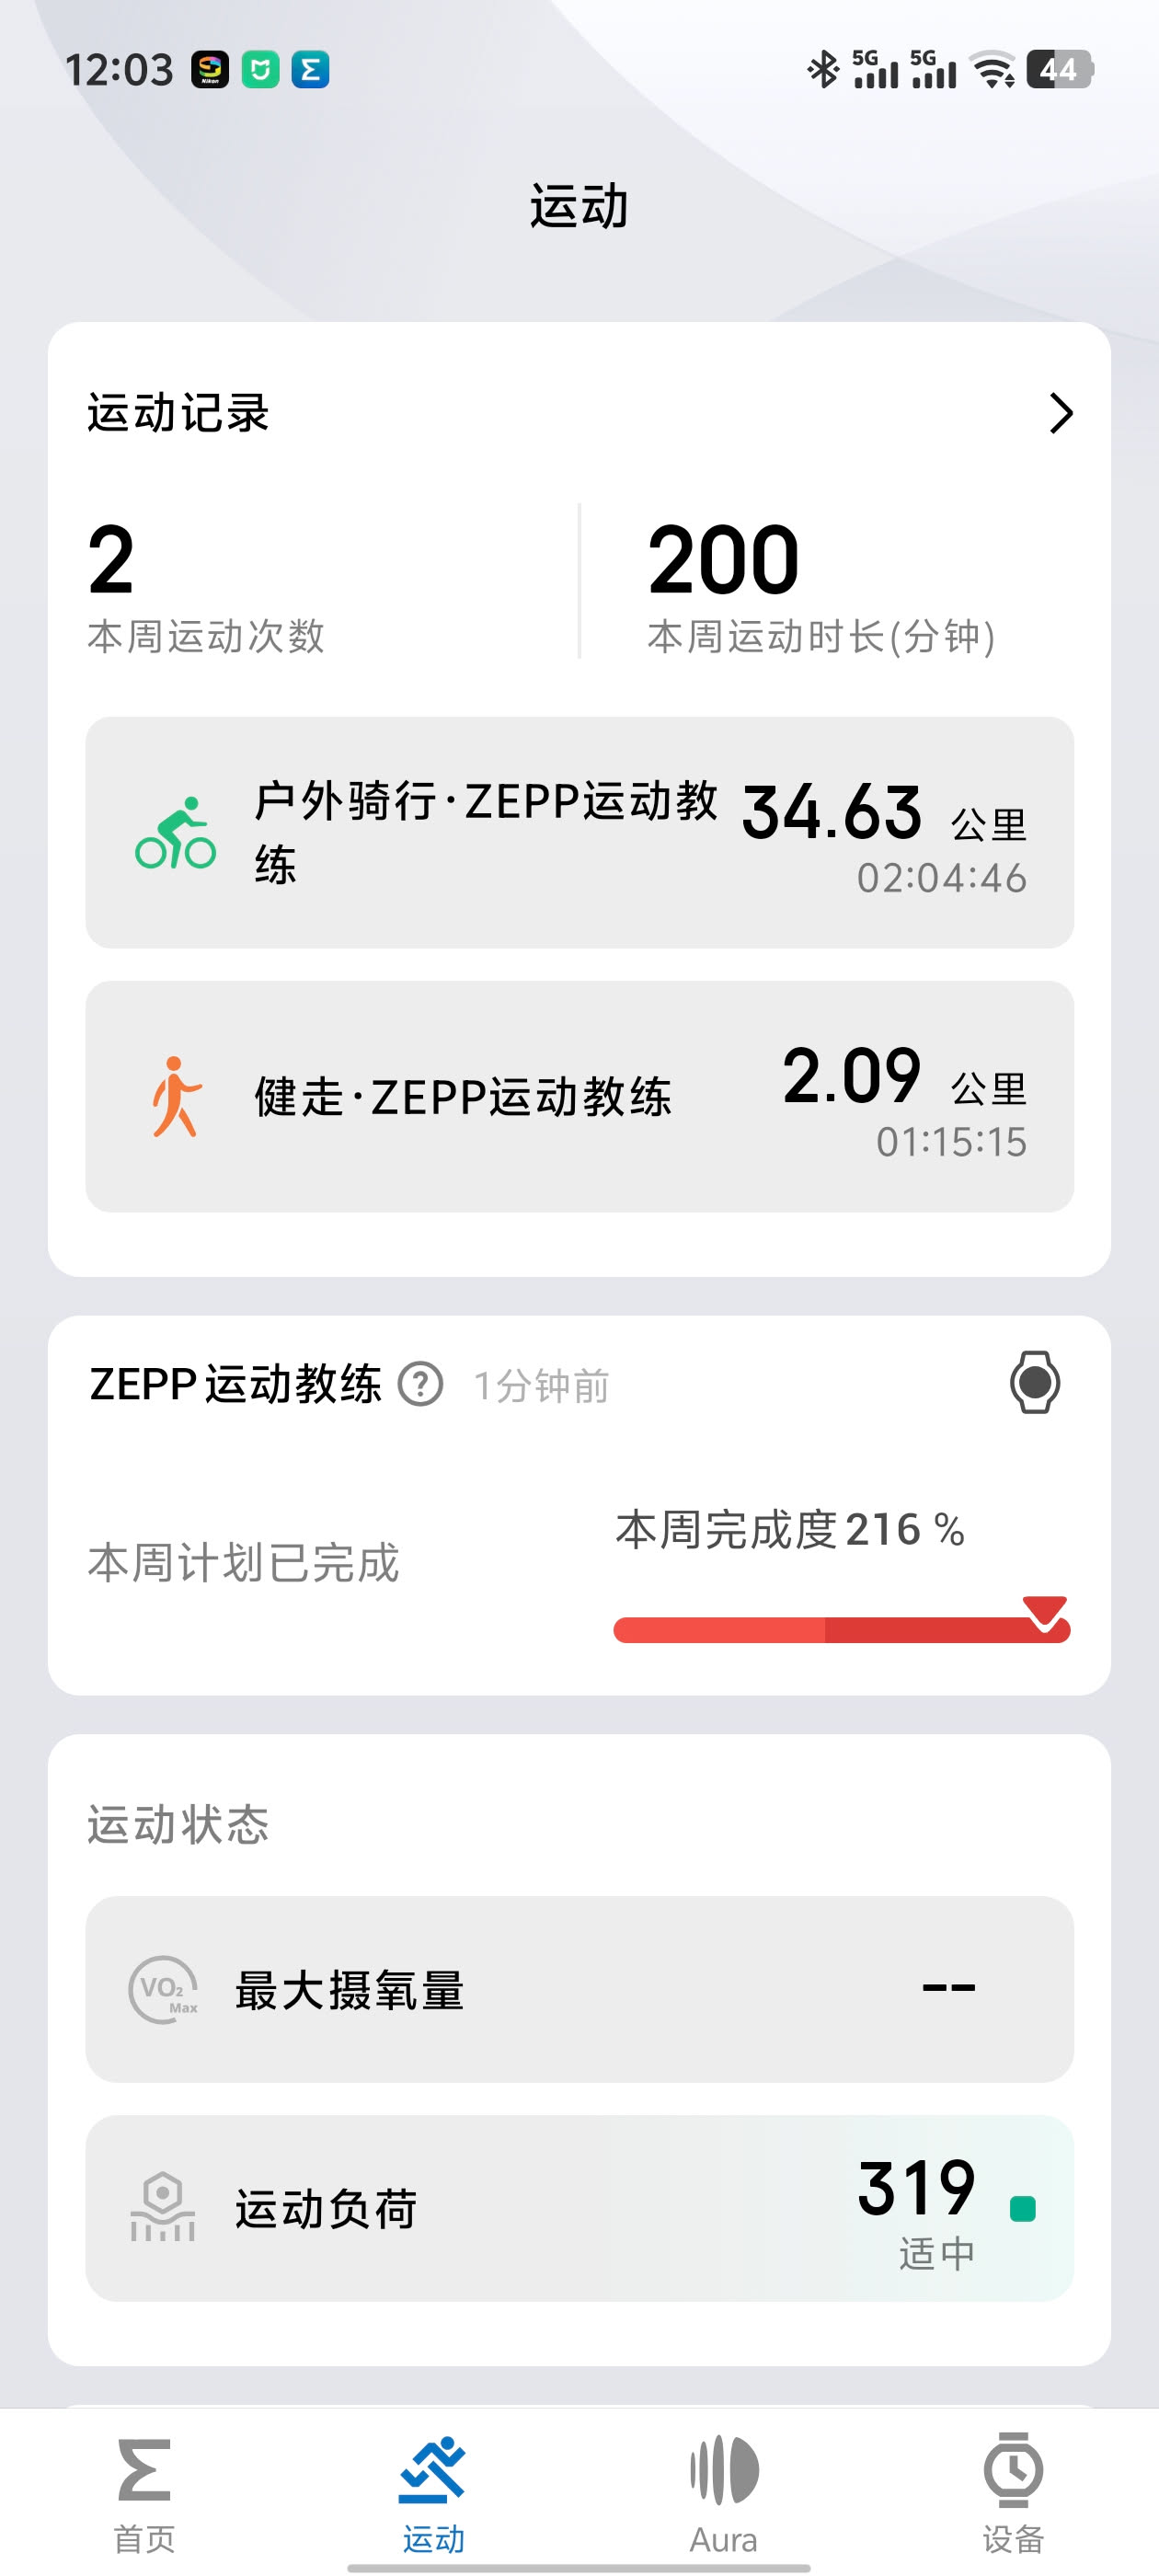 12:03
5G 5G 44
运动
运动记录
2
本周运动次数
200
本周运动时长(分钟)
户外骑行·ZEPP运动教
练
34.63 公里
02:04:46
健走·ZEPP运动教练
2.09 公里
01:15:15
ZEPP 运动教练 ? 1分钟前
本周计划已完成
本周完成度 216 %
运动状态
VO₂ Max
最大摄氧量
--
运动负荷
319
适中
首页
运动
Aura
设备